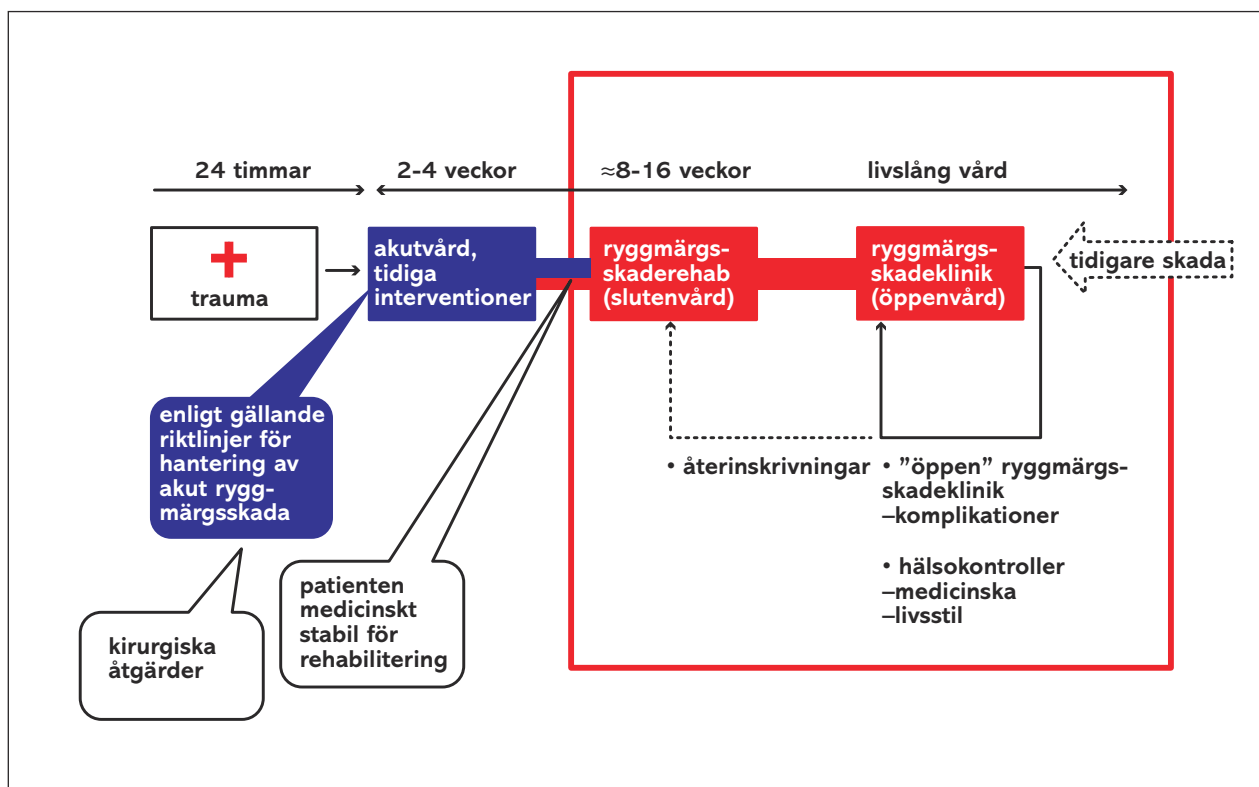 24 timmar
2-4 veckor
≈8-16 veckor
livslång vård
trauma
akutvård,
tidiga
interventioner
ryggmärgs-
skaderehab
(slutenvård)
ryggmärgs-
skadeklinik
(öppenvård)
tidigare skada
enligt gällande
riktlinjer för
hantering av
akut rygg-
märgsskada
• återinskrivningar
• ”öppen” ryggmärgs-
skadeklinik
–komplikationer
• hälsokontroller
–medicinska
–livsstil
patienten
medicinskt
stabil för
rehabilitering
kirurgiska
åtgärder